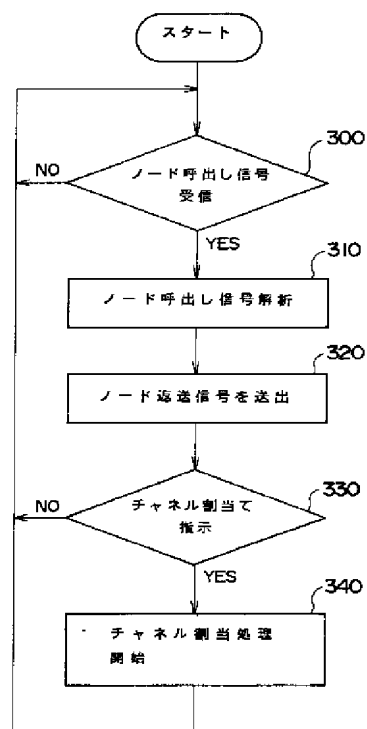 スタート
300
ノード呼出し信号
受信
NO
YES
310
ノード呼出し信号解析
320
ノード返送信号を送出
330
チャネル割当て
指示
NO
YES
340
チャネル割当処理
開始